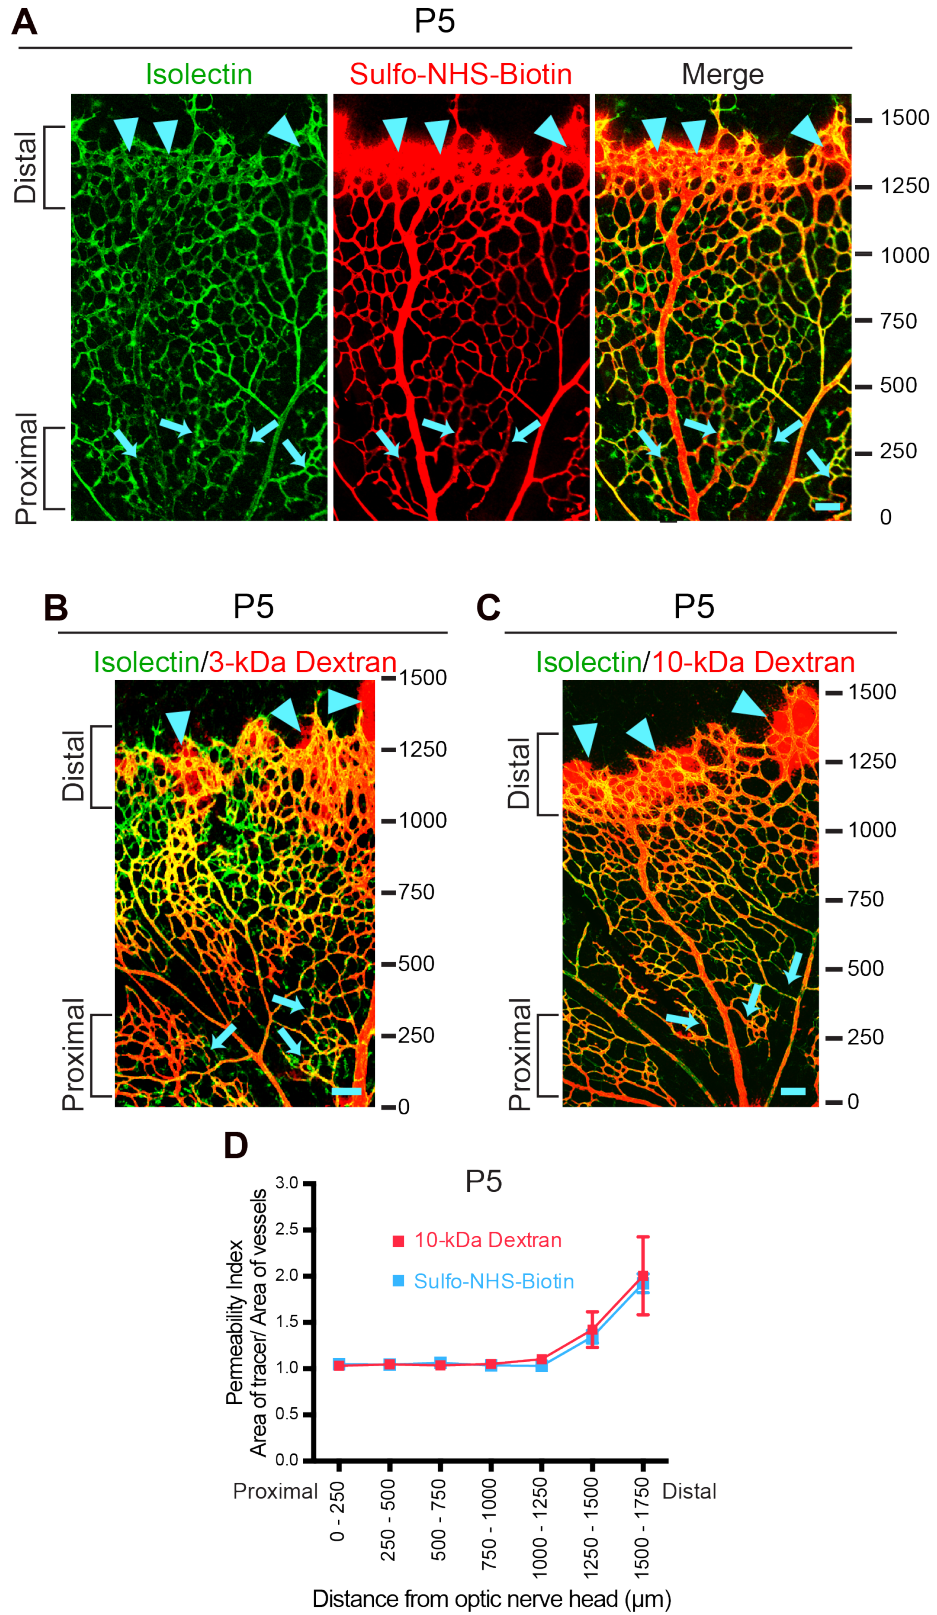 A
P5
Isolectin
Sulfo-NHS-Biotin
Merge
Distal
Proximal
1500
1250
1000
750
500
250
0
B
P5
Isolectin/3-kDa Dextran
Distal
Proximal
1500
1250
1000
750
500
250
0
C
P5
Isolectin/10-kDa Dextran
Distal
Proximal
1500
1250
1000
750
500
250
0
D
P5
Permeability Index
Area of tracer/ Area of vessels
3.0
2.5
2.0
1.5
1.0
0.5
0.0
10-kDa Dextran
Sulfo-NHS-Biotin
Proximal
Distal
0 - 250
250 - 500
500 - 750
750 - 1000
1000 - 1250
1250 - 1500
1500 - 1750
Distance from optic nerve head (µm)